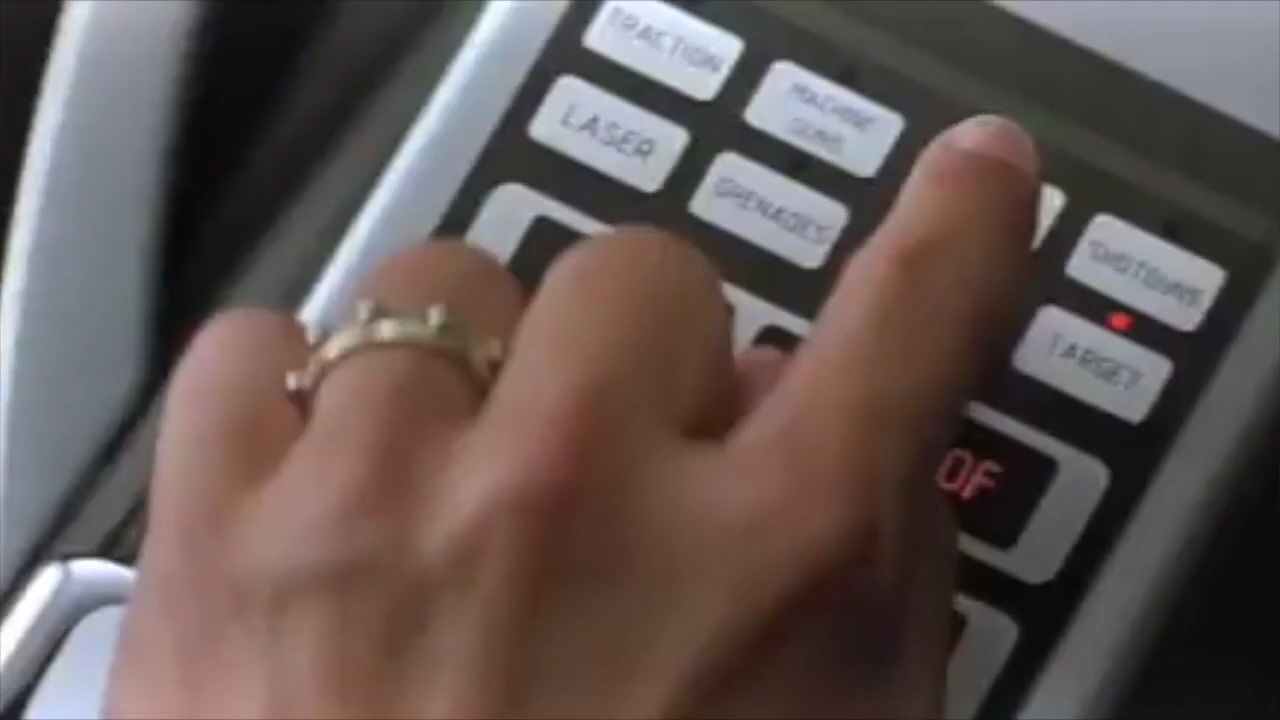 TRACTION
MACHINE
GUNS
SHOTGUNS
LASER
GRENADES
TARGET
OF